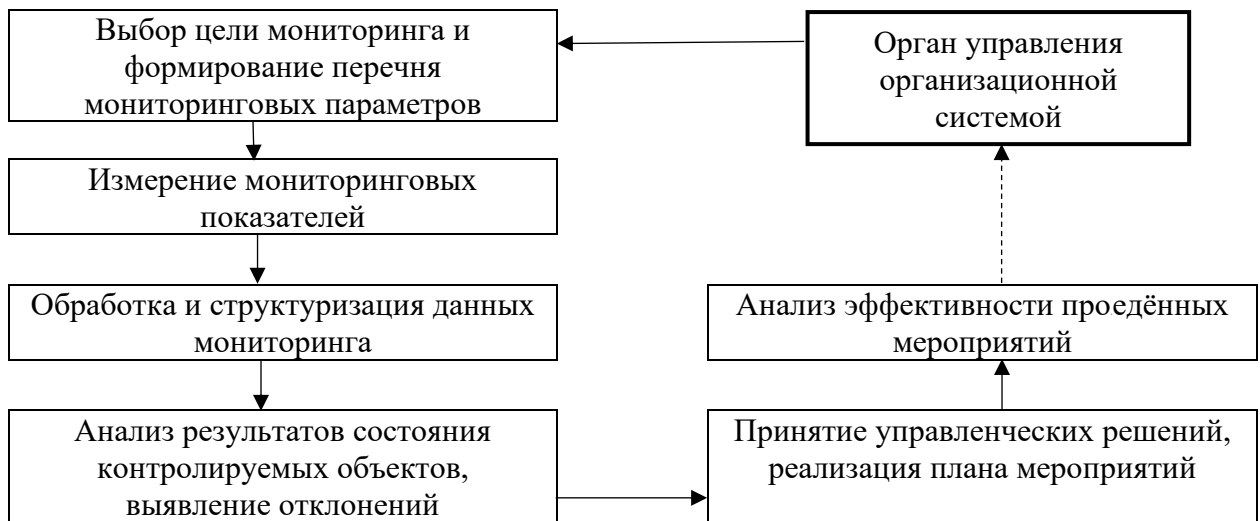 Выбор цели мониторинга и
формирование перечня
мониторинговых параметров
Орган управления
организационной
системой
Измерение мониторинговых
показателей
Обработка и структуризация данных
мониторинга
Анализ эффективности проедённых
мероприятий
Анализ результатов состояния
контролируемых объектов,
выявление отклонений
Принятие управленческих решений,
реализация плана мероприятий